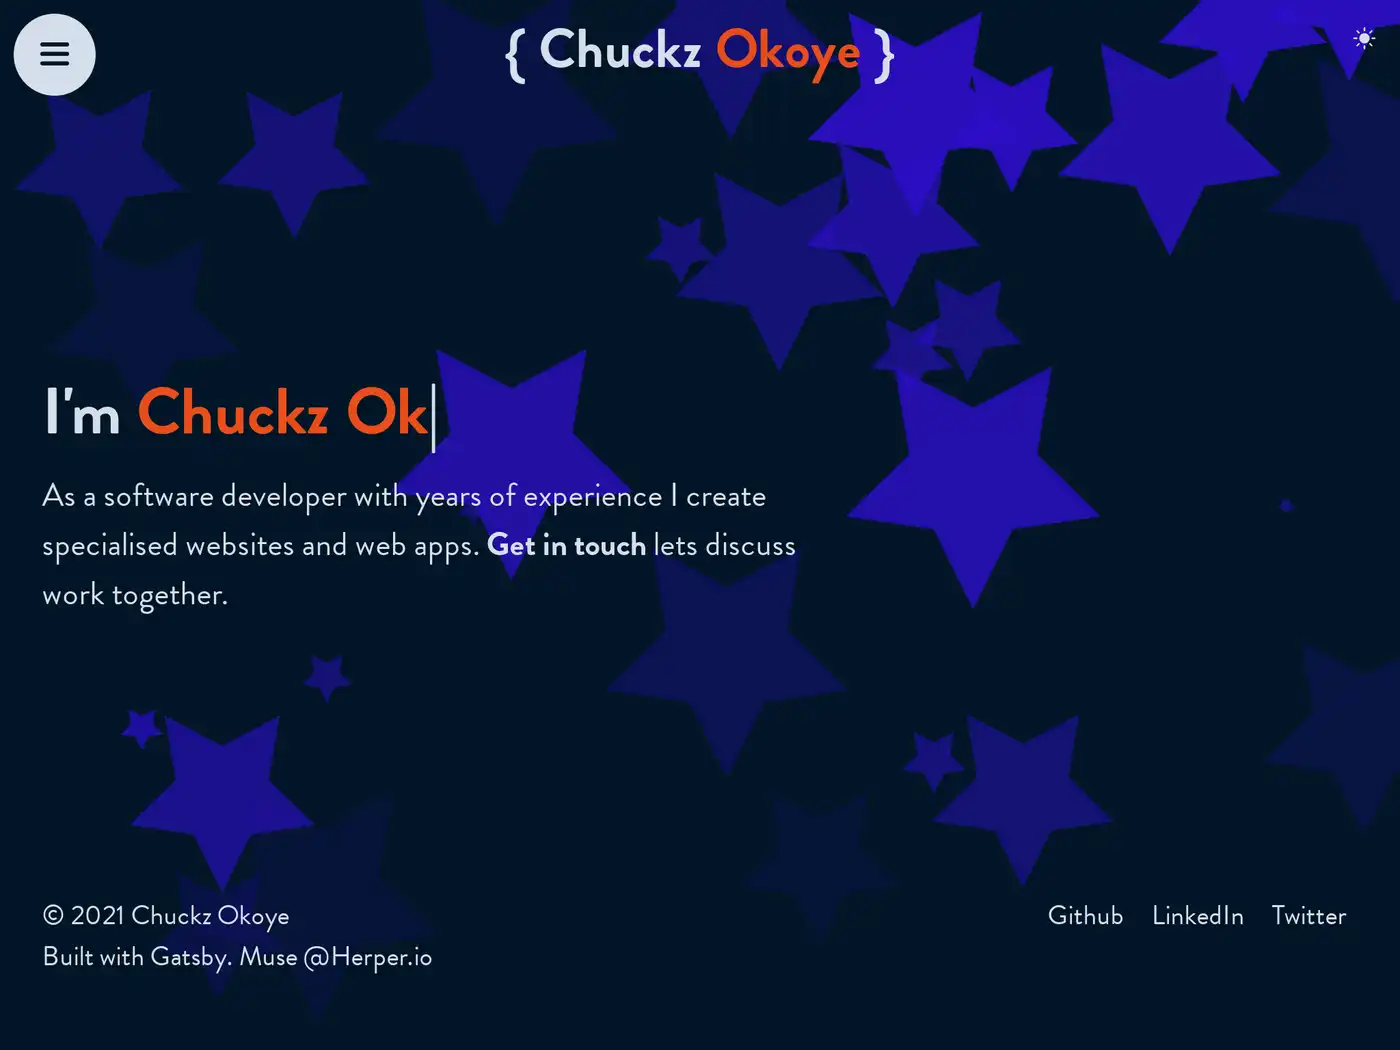 { Chuckz Okoye }
I'm Chuckz Ok
As a software developer with years of experience I create
specialised websites and web apps. Get in touch lets discuss
work together.
© 2021 Chuckz Okoye
Built with Gatsby. Muse @Herper.io
Github LinkedIn Twitter